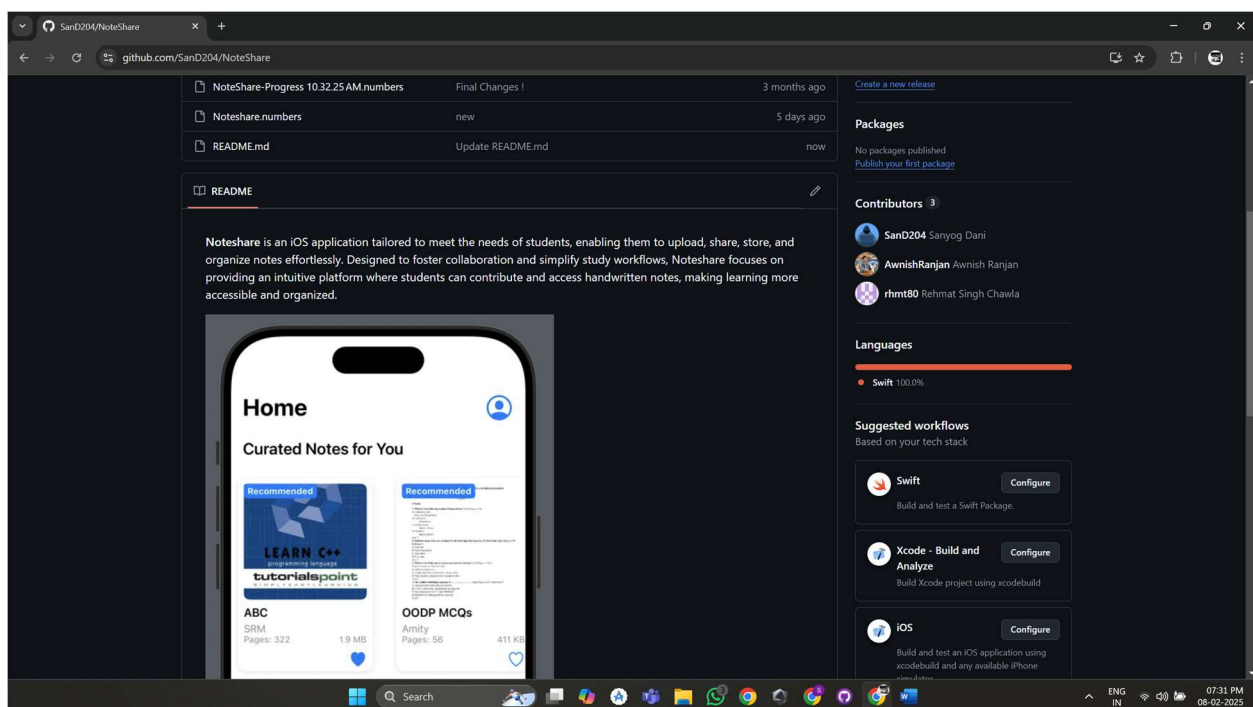 SanD204/NoteShare
github.com/SanD204/NoteShare
NoteShare-Progress 10.32.25 AM.numbers Final Changes ! 3 months ago
Noteshare.numbers new 5 days ago
README.md Update README.md now
README
Noteshare is an iOS application tailored to meet the needs of students, enabling them to upload, share, store, and
organize notes effortlessly. Designed to foster collaboration and simplify study workflows, Noteshare focuses on
providing an intuitive platform where students can contribute and access handwritten notes, making learning more
accessible and organized.
Home
Curated Notes for You
Recommended
LEARN C++
programming language
tutorialspoint
SIMPLYEASYLEARNING
ABC
SRM
Pages: 322 1.9 MB
Recommended
OODP MCQs
Amity
Pages: 56 411 KB
Create a new release
Packages
No packages published
Publish your first package
Contributors 3
SanD204 Sanyog Dani
AwnishRanjan Awnish Ranjan
rhmt80 Rehmat Singh Chawla
Languages
Swift 100.0%
Suggested workflows
Based on your tech stack
Swift Configure
Build and test a Swift Package.
Xcode - Build and
Analyze
Configure
Build Xcode project using xcodebuild
iOS Configure
Build and test an iOS application using
xcodebuild and any available iPhone
simulator.
Search
ENG
IN
07:31 PM
08-02-2025